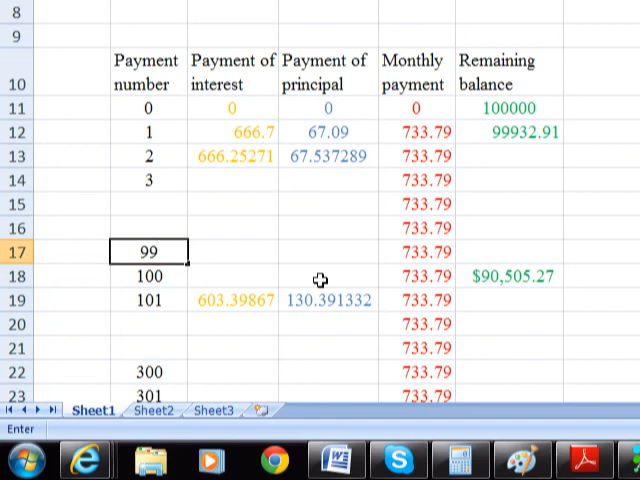 8
9
Payment Payment of Payment of Monthly Remaining
10 number interest principal payment balance
11 0 0 0 0 100000
12 1 666.7 67.09 733.79 99932.91
13 2 666.25271 67.537289 733.79
14 3 733.79
15 733.79
16 733.79
17 99 733.79
18 100 733.79 $90,505.27
19 101 603.39867 130.391332 733.79
20 733.79
21 733.79
22 300 733.79
23 301 733.79
Sheet1 Sheet2 Sheet3
Enter